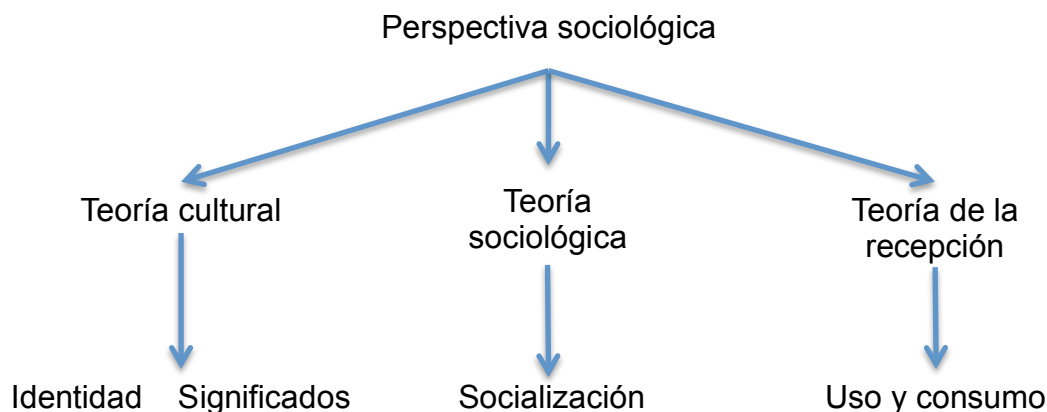 Perspectiva sociológica
Teoría cultural
Teoría
sociológica
Teoría de la
recepción
Identidad Significados
Socialización
Uso y consumo